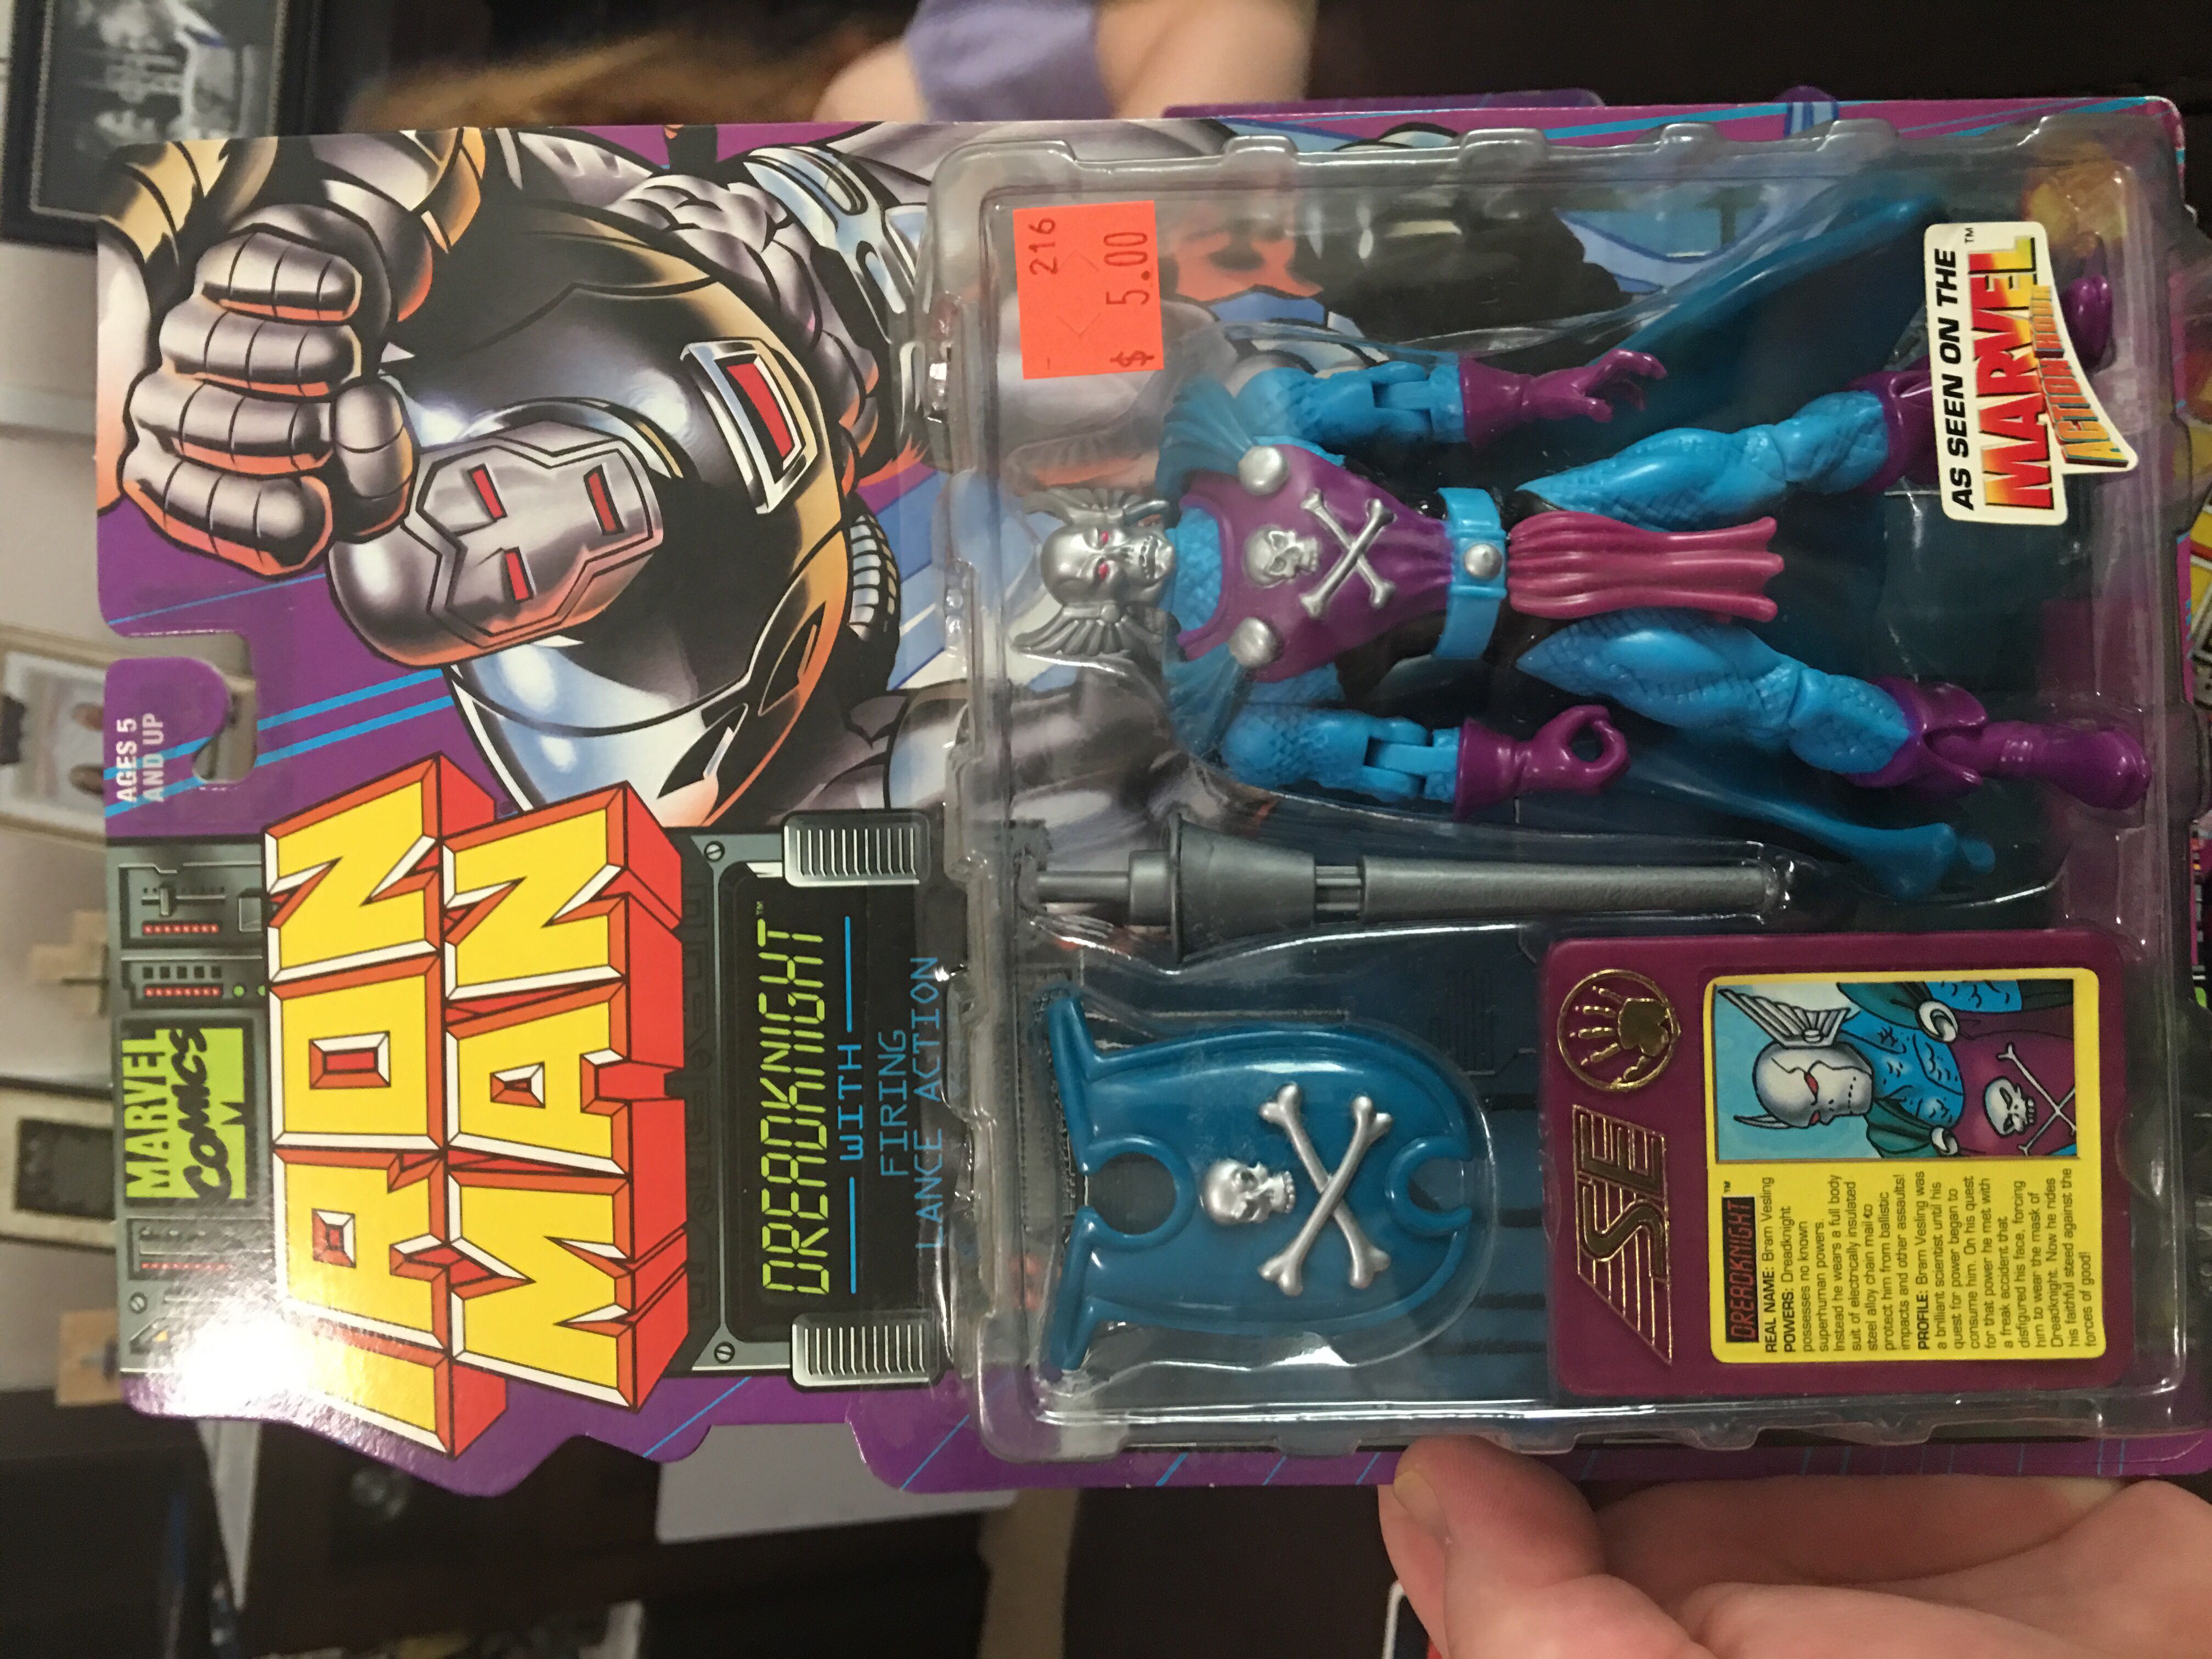 AGES 5
AND UP
MARVEL
COMICS
M
IRON
MAN
DREADKNIGHT™
WITH
FIRING
LANCE ACTION
216
$ 5.00
AS SEEN ON THE
MARVEL™
ACTION HOUR
SE
DREADKNIGHT™
REAL NAME: Bram Vesling
POWERS: Dreadknight
possesses no known
superhuman powers.
Instead he wears a full body
suit of electrically insulated
steel alloy chain mail to
protect him from ballistic
impacts and other assaults!
PROFILE: Bram Vesling was
a brilliant scientist until his
quest for power began to
consume him. On his quest
for that power he met with
a freak accident that
disfigured his face, forcing
him to wear the mask of
Dreadknight. Now he rides
his faithful steed against the
forces of good!